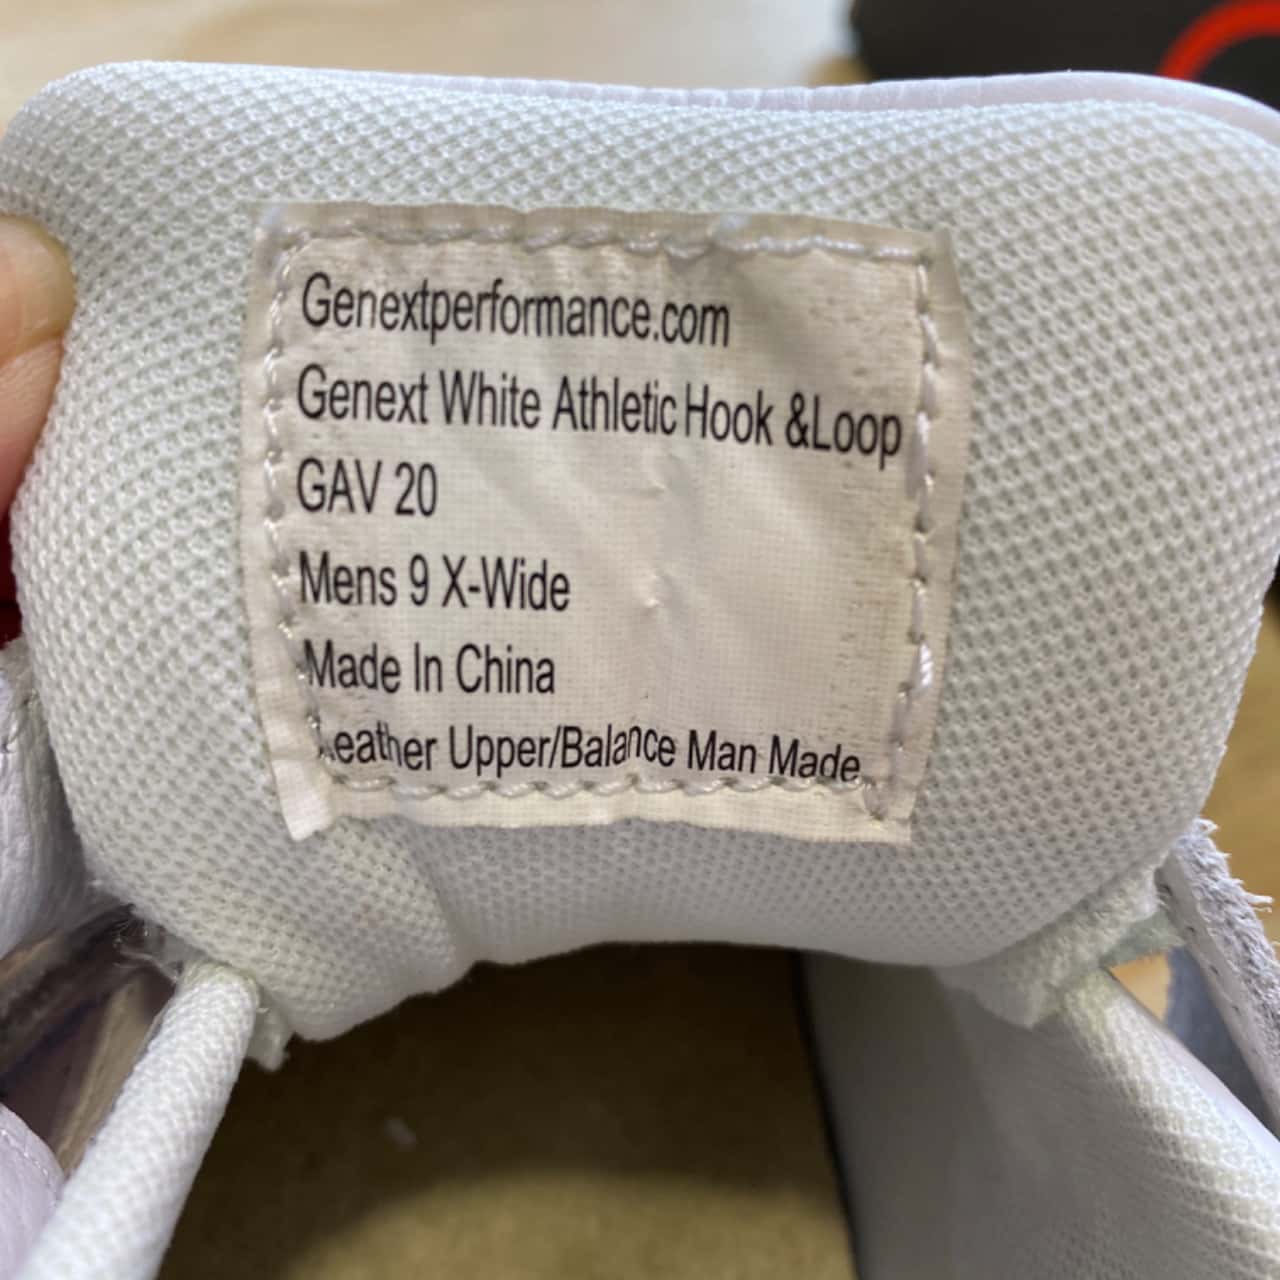 Genextperformance.com
Genext White Athletic Hook &Loop
GAV 20
Mens 9 X-Wide
Made In China
Leather Upper/Balance Man Made